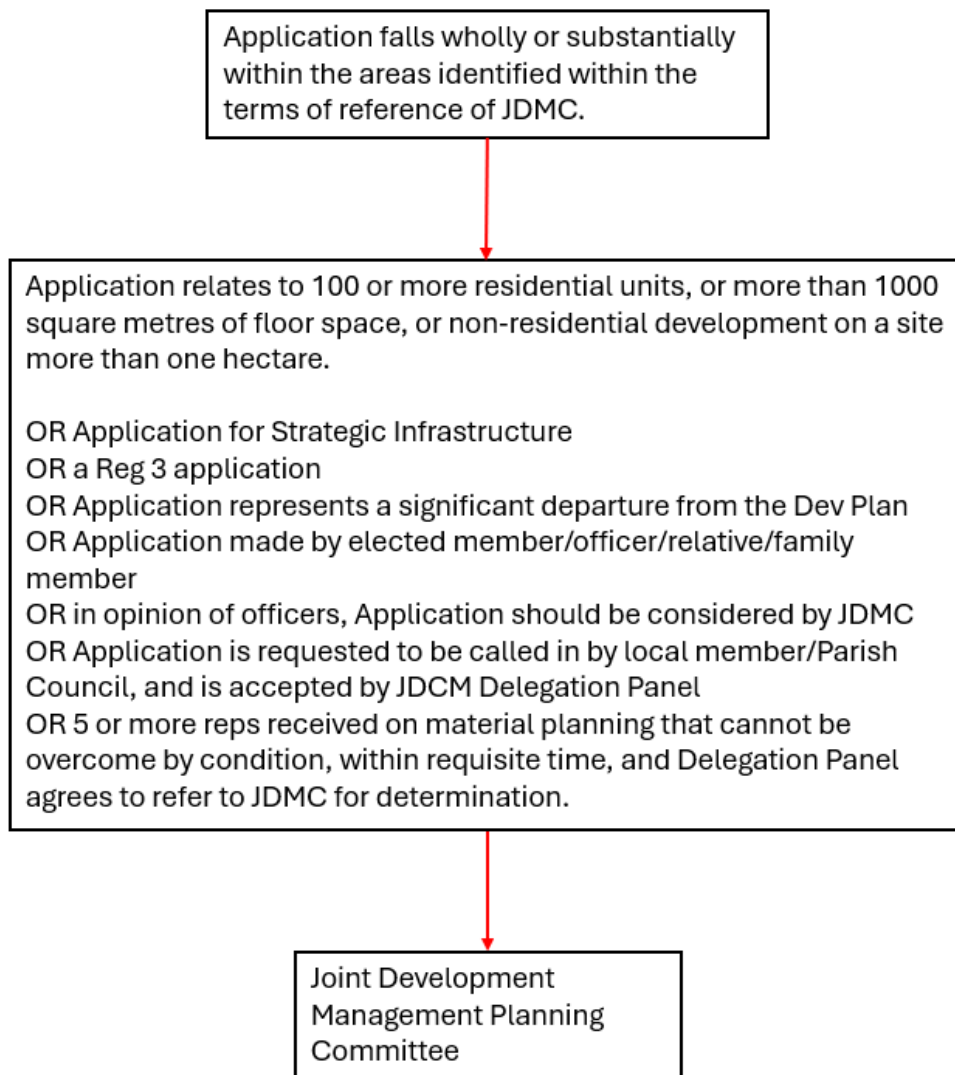 Application falls wholly or substantially
within the areas identified within the
terms of reference of JDMC.
Application relates to 100 or more residential units, or more than 1000
square metres of floor space, or non-residential development on a site
more than one hectare.
OR Application for Strategic Infrastructure
OR a Reg 3 application
OR Application represents a significant departure from the Dev Plan
OR Application made by elected member/officer/relative/family
member
OR in opinion of officers, Application should be considered by JDMC
OR Application is requested to be called in by local member/Parish
Council, and is accepted by JDCM Delegation Panel
OR 5 or more reps received on material planning that cannot be
overcome by condition, within requisite time, and Delegation Panel
agrees to refer to JDMC for determination.
Joint Development
Management Planning
Committee